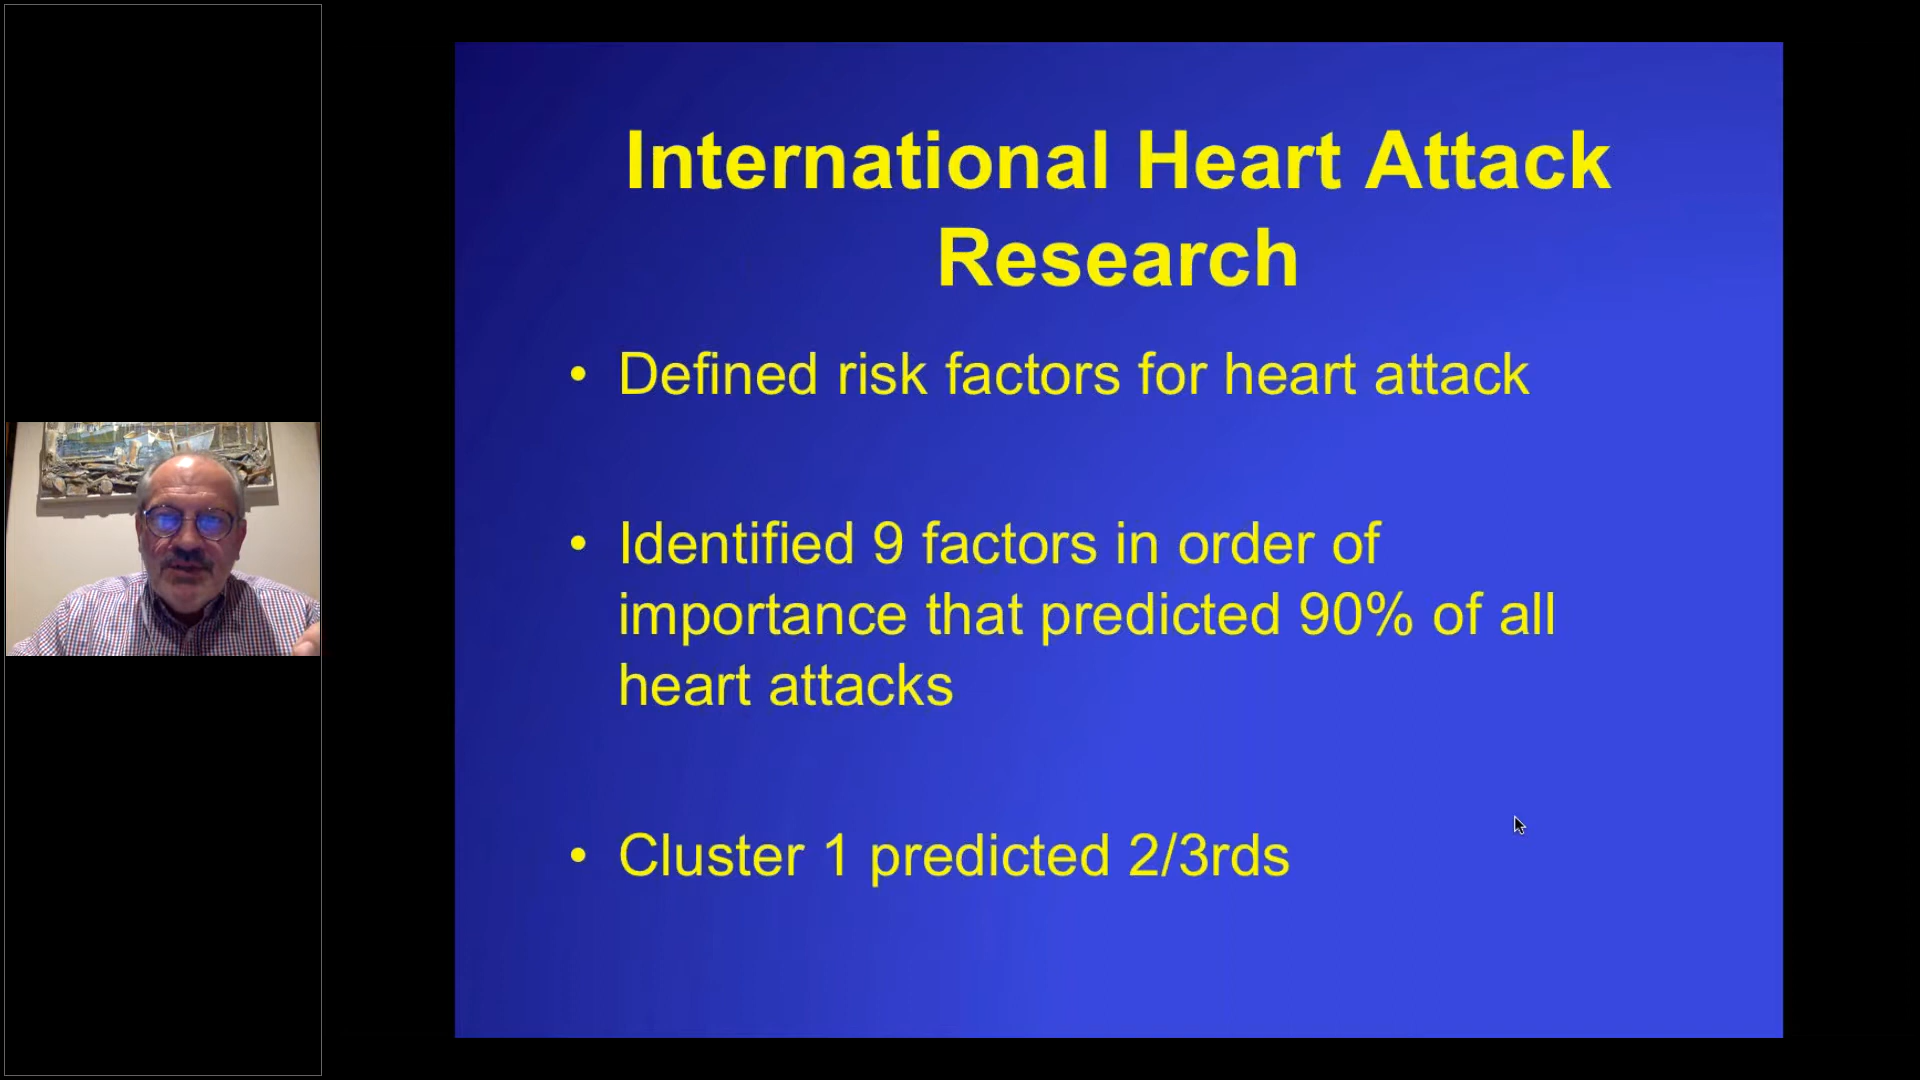 International Heart Attack
Research
• Defined risk factors for heart attack
• Identified 9 factors in order of
importance that predicted 90% of all
heart attacks
• Cluster 1 predicted 2/3rds